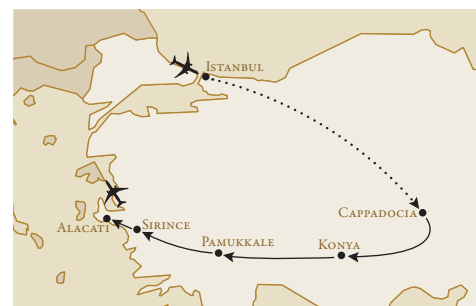 Istanbul
Cappadocia
Alacati
Sirince
Pamukkale
Konya